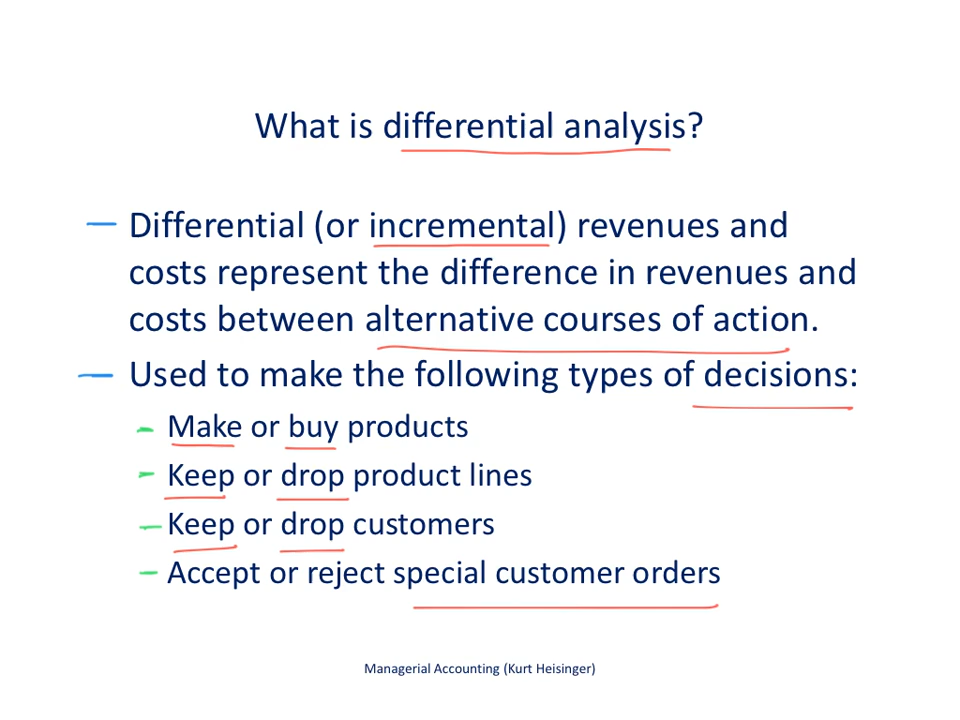 What is differential analysis?
Differential (or incremental) revenues and
costs represent the difference in revenues and
costs between alternative courses of action.
Used to make the following types of decisions:
Make or buy products
Keep or drop product lines
Keep or drop customers
Accept or reject special customer orders
Managerial Accounting (Kurt Heisinger)